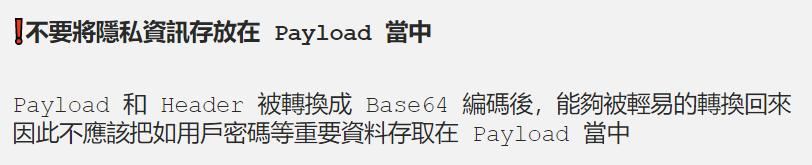 ❗不要將隱私資訊存放在 Payload 當中
Payload 和 Header 被轉換成 Base64 編碼後，能夠被輕易的轉換回來
因此不應該把如用戶密碼等重要資料存取在 Payload 當中